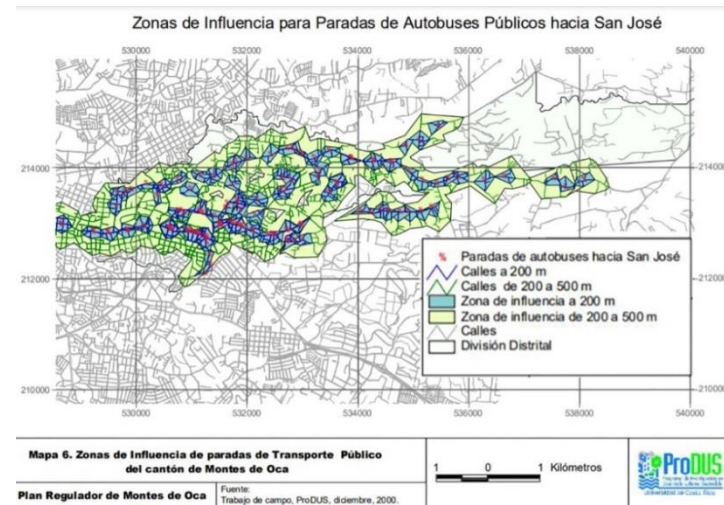 Zonas de Influencia para Paradas de Autobuses Públicos hacia San José
530000 532000 534000 536000 538000 540000
214000
212000
210000
214000
212000
210000
Paradas de autobuses hacia San José
Calles a 200 m
Calles de 200 a 500 m
Zona de influencia a 200 m
Zona de influencia de 200 a 500 m
Calles
División Distrital
530000 532000 534000 536000 538000 540000
Mapa 6. Zonas de Influencia de paradas de Transporte Público
del cantón de Montes de Oca
1 0 1 Kilómetros
Plan Regulador de Montes de Oca
Fuente:
Trabajo de campo, ProDUS, diciembre, 2000.
ProDUS
Universidad de Costa Rica